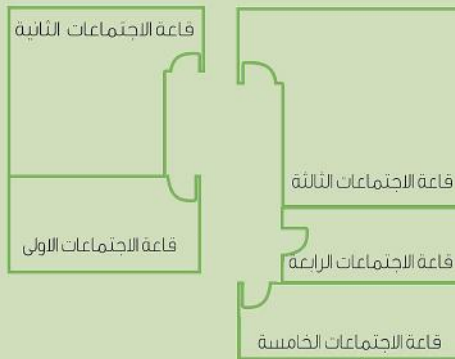 قاعة الاجتماعات الثانية
قاعة الاجتماعات الثالثة
قاعة الاجتماعات الاولى
قاعة الاجتماعات الرابعة
قاعة الاجتماعات الخامسة